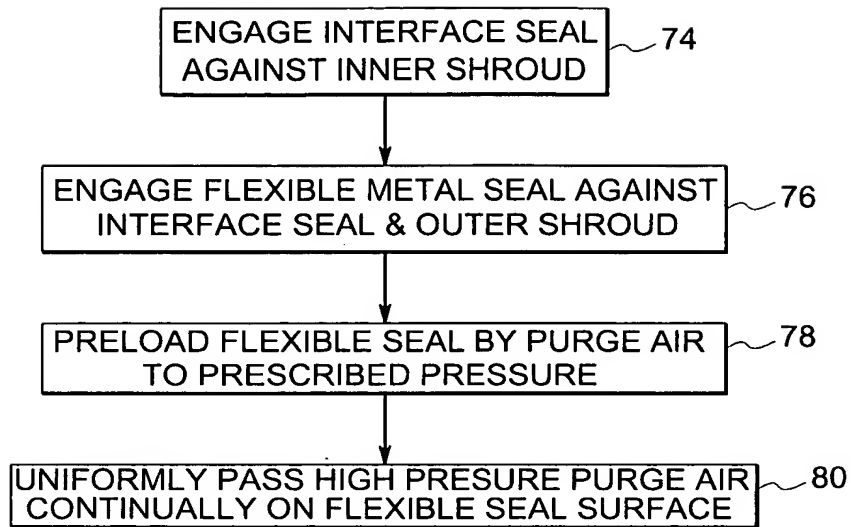 ENGAGE INTERFACE SEAL
AGAINST INNER SHROUD
74
ENGAGE FLEXIBLE METAL SEAL AGAINST
INTERFACE SEAL & OUTER SHROUD
76
PRELOAD FLEXIBLE SEAL BY PURGE AIR
TO PRESCRIBED PRESSURE
78
UNIFORMLY PASS HIGH PRESURE PURGE AIR
CONTINUALLY ON FLEXIBLE SEAL SURFACE
80